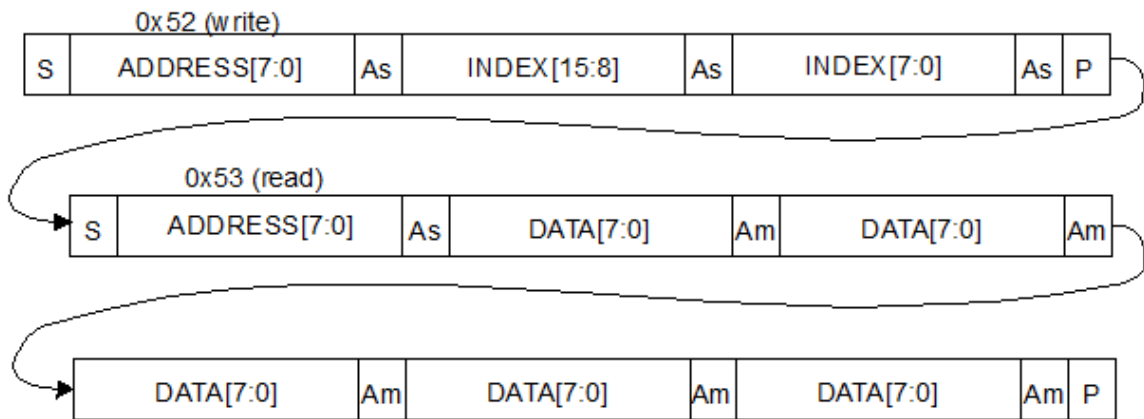 0x52 (write)
S ADDRESS[7:0] As INDEX[15:8] As INDEX[7:0] As P
0x53 (read)
S ADDRESS[7:0] As DATA[7:0] Am DATA[7:0] Am
DATA[7:0] Am DATA[7:0] Am DATA[7:0] Am P